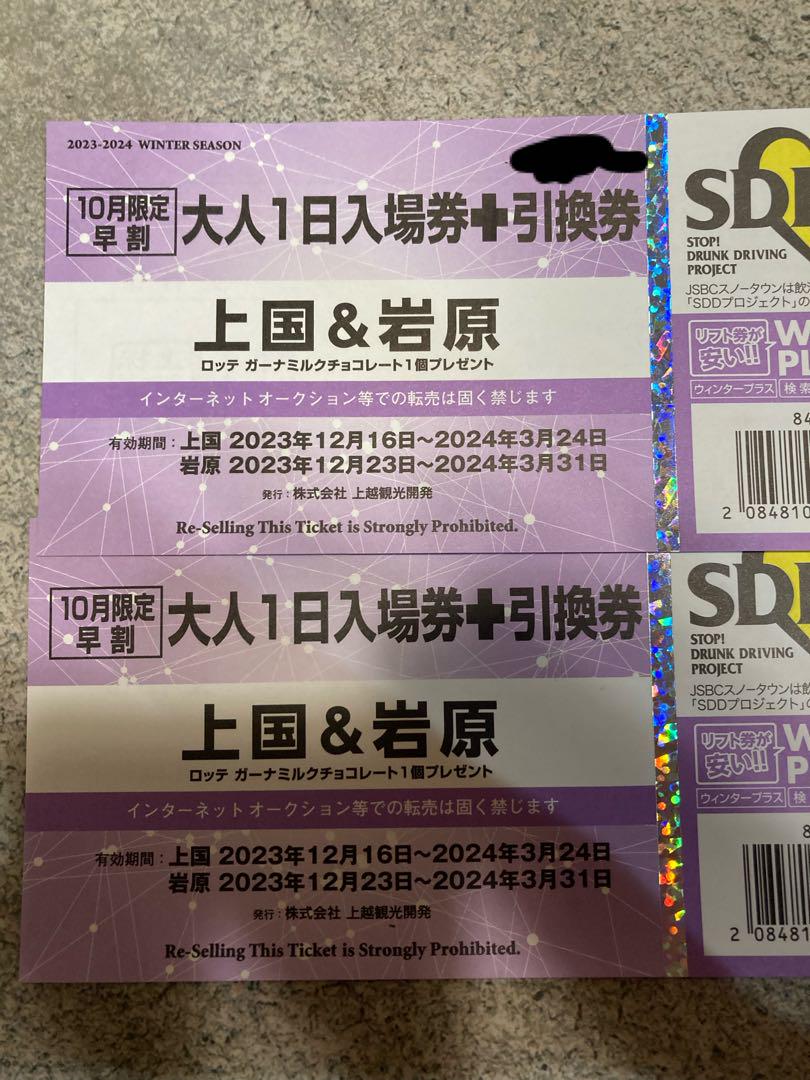 2023-2024 WINTER SEASON
10月限定
早割
大人1日入場券+引換券
上国&岩原
ロッテ ガーナミルクチョコレート1個プレゼント
インターネットオークション等での転売は固く禁じます
有効期間:上国 2023年12月16日〜2024年3月24日
岩原 2023年12月23日〜2024年3月31日
発行:株式会社 上越観光開発
Re-Selling This Ticket is Strongly Prohibited.
SD
STOP!
DRUNK DRIVING
PROJECT
JSBCスノータウンは飲
「SDDプロジェクト」の
リフト券が
安い!!
W
PL
ウィンタープラス 検索
84
2 084810
10月限定
早割
大人1日入場券+引換券
上国&岩原
ロッテ ガーナミルクチョコレート1個プレゼント
インターネットオークション等での転売は固く禁じます
有効期間:上国 2023年12月16日〜2024年3月24日
岩原 2023年12月23日〜2024年3月31日
発行:株式会社 上越観光開発
Re-Selling This Ticket is Strongly Prohibited.
SD
STOP!
DRUNK DRIVING
PROJECT
JSBCスノータウンは
「SDDプロジェクト」の
リフト券が
安い!!
W
PL
ウィンタープラス 検
8
2 08481